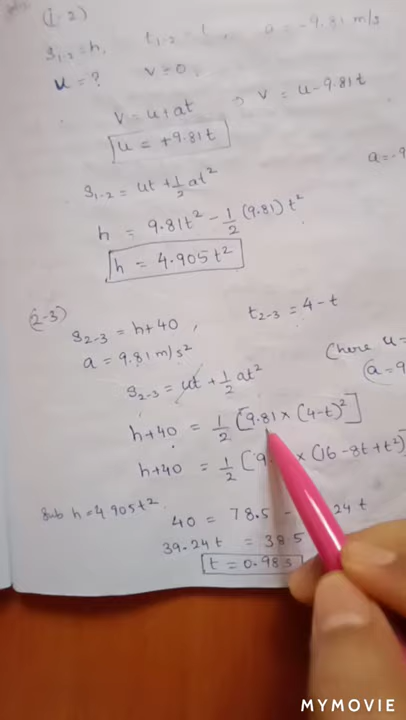 (1-2)
S₁₋₂ = h, t₁₋₂ = t, a = -9.81 m/s
u = ? v = 0,
v = u + at ⇒ v = u - 9.81t
u = +9.81t
a = -9
S₁₋₂ = ut + 1/2 at²
h = 9.81t² - 1/2 (9.81) t²
h = 4.905t²
(2-3)
S₂₋₃ = h+40, t₂₋₃ = 4-t
a = 9.81 m/s²
(here u =
(a = 9
S₂₋₃ = ut + 1/2 at²
h+40 = 1/2 [9.81 × (4-t)²]
h+40 = 1/2 [9. × (16 - 8t + t²)]
Sub h = 4.905t²
40 = 78.5 - 24t
39.24t = 38.5
t = 0.98s
MYMOVIE